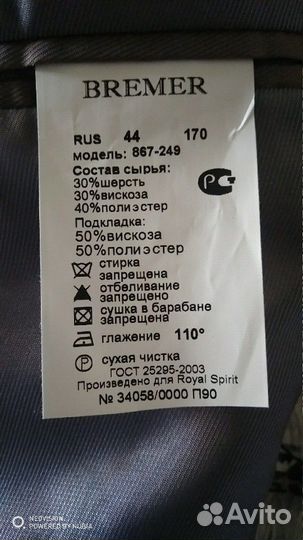 BREMER
RUS 44 170
модель: 867-249
Состав сырья:
30%шерсть
30%вискоза
40%полиэстер
Подкладка:
50%вискоза
50%полиэстер
стирка
запрещена
отбеливание
запрещено
сушка в барабане
запрещена
глажение 110°
P сухая чистка
ГОСТ 25295-2003
Произведено для Royal Spirit
№ 34058/0000 П90
NEOVISION
POWERED BY NUBIA
Avito